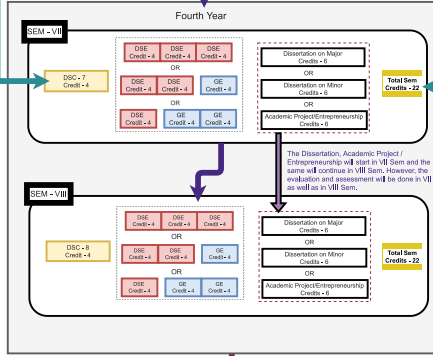 Fourth Year
SEM - VII
DSC - 7
Credit - 4
DSE
Credit - 4
DSE
Credit - 4
DSE
Credit - 4
OR
DSE
Credit - 4
DSE
Credit - 4
GE
Credit - 4
OR
DSE
Credit - 4
GE
Credit - 4
GE
Credit - 4
Dissertation on Major
Credits - 6
OR
Dissertation on Minor
Credits - 6
OR
Academic Project/Entrepreneurship
Credits - 6
Total Sem
Credits - 22
The Dissertation, Academic Project /
Entrepreneurship will start in VII Sem and the
same will continue in VIII Sem. However, the
evaluation and assessment will be done in VII
as well as in VIII Sem.
SEM - VIII
DSC - 8
Credit - 4
DSE
Credit - 4
DSE
Credit - 4
DSE
Credit - 4
OR
DSE
Credit - 4
DSE
Credit - 4
GE
Credit - 4
OR
DSE
Credit - 4
GE
Credit - 4
GE
Credit - 4
Dissertation on Major
Credits - 6
OR
Dissertation on Minor
Credits - 6
OR
Academic Project/Entrepreneurship
Credits - 6
Total Sem
Credits - 22